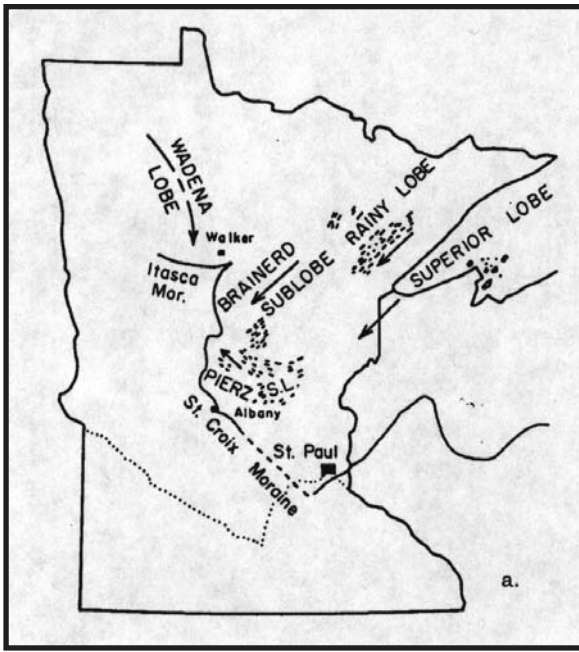 WADENA
LOBE
Walker
Itasca
Mor.
BRAINERD
SUBLOBE
RAINY LOBE
SUPERIOR LOBE
PIERZ S.L.
Albany
St. Croix
Moraine
St. Paul
a.